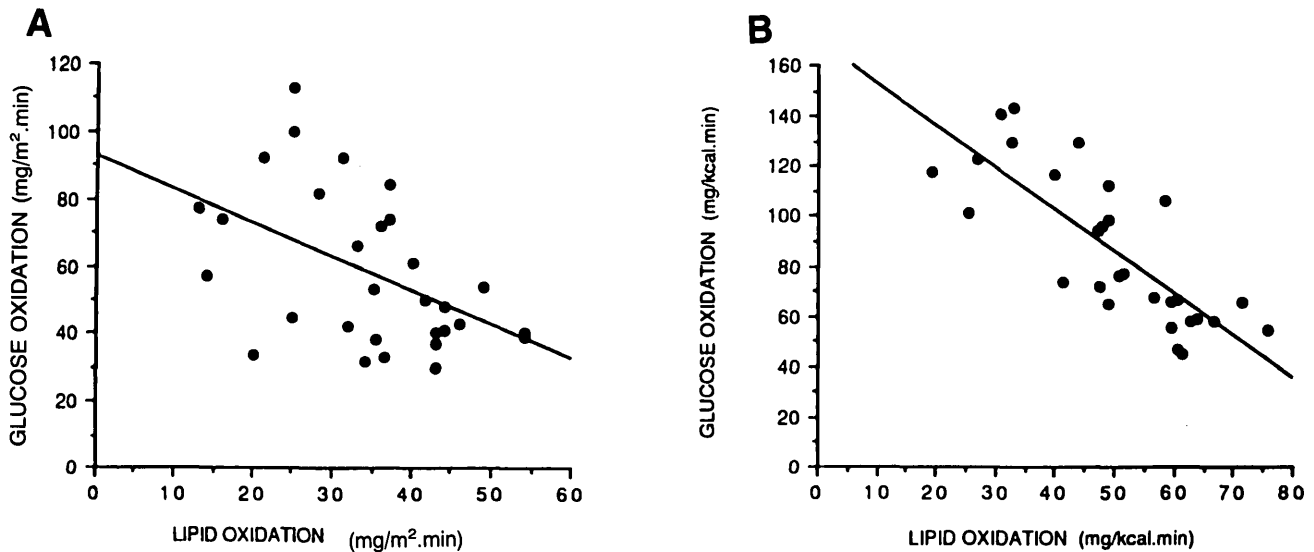 A
GLUCOSE OXIDATION (mg/m².min)
120
100
80
60
40
20
0
0 10 20 30 40 50 60
LIPID OXIDATION (mg/m².min)
B
GLUCOSE OXIDATION (mg/kcal.min)
160
140
120
100
80
60
40
20
0
0 10 20 30 40 50 60 70 80
LIPID OXIDATION (mg/kcal.min)